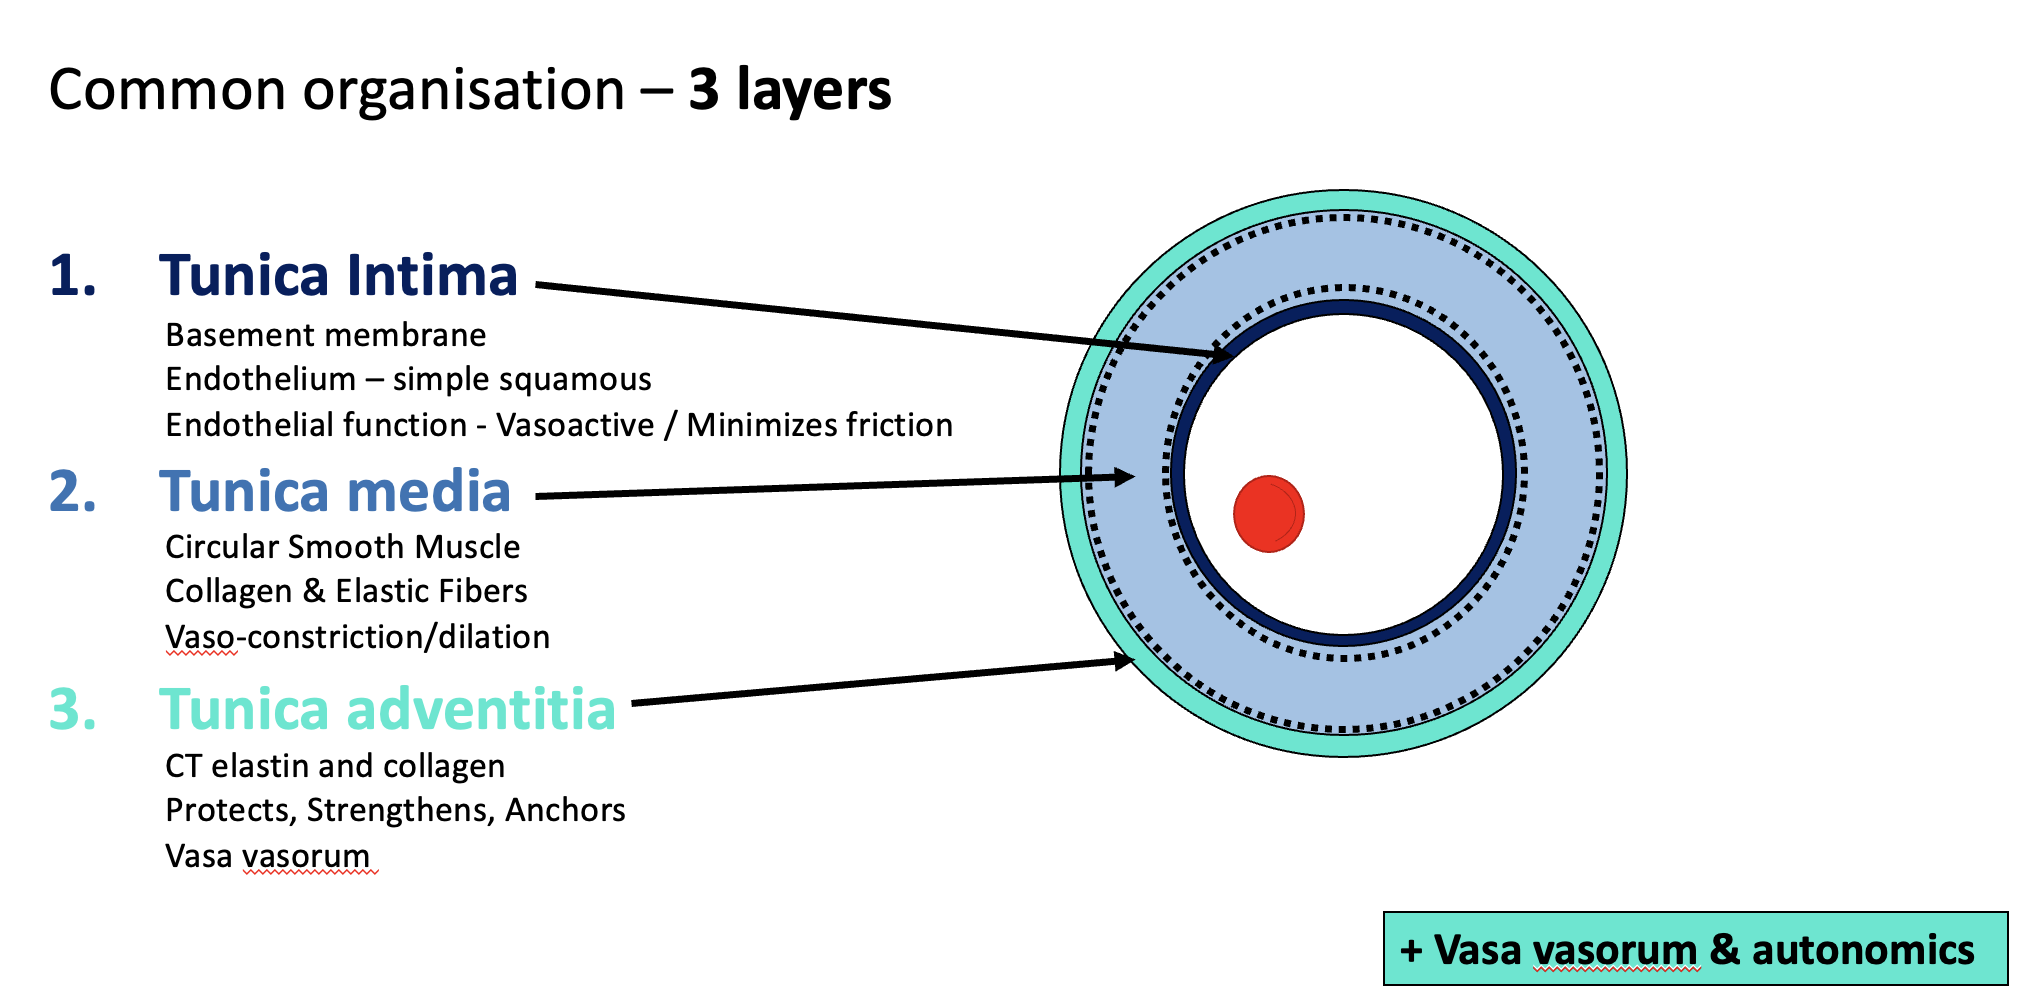 Common organisation – 3 layers
1. Tunica Intima
Basement membrane
Endothelium – simple squamous
Endothelial function - Vasoactive / Minimizes friction
2. Tunica media
Circular Smooth Muscle
Collagen & Elastic Fibers
Vaso-constriction/dilation
3. Tunica adventitia
CT elastin and collagen
Protects, Strengthens, Anchors
Vasa vasorum
+ Vasa vasorum & autonomics